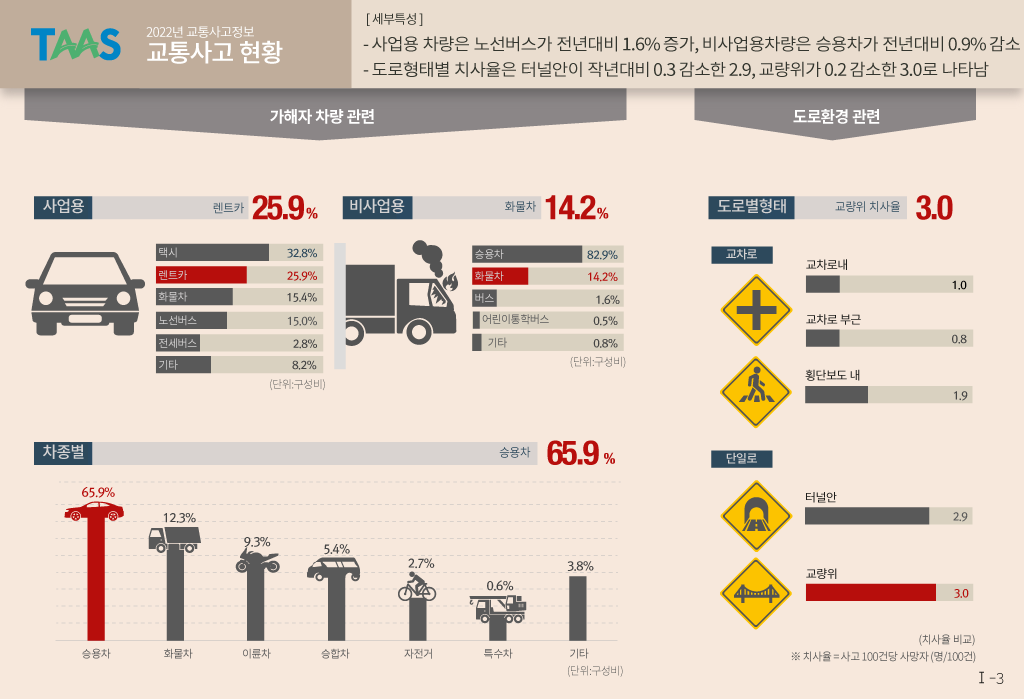 TAAS
2022년 교통사고정보
교통사고 현황
[ 세부특성 ]
- 사업용 차량은 노선버스가 전년대비 1.6% 증가, 비사업용차량은 승용차가 전년대비 0.9% 감소
- 도로형태별 치사율은 터널안이 작년대비 0.3 감소한 2.9, 교량위가 0.2 감소한 3.0로 나타남
가해자 차량 관련
사업용 렌트카 25.9%
택시 32.8%
렌트카 25.9%
화물차 15.4%
노선버스 15.0%
전세버스 2.8%
기타 8.2%
(단위:구성비)
비사업용 화물차 14.2%
승용차 82.9%
화물차 14.2%
버스 1.6%
어린이통학버스 0.5%
기타 0.8%
(단위:구성비)
차종별 승용차 65.9 %
65.9%
12.3%
9.3%
5.4%
2.7%
0.6%
3.8%
승용차 화물차 이륜차 승합차 자전거 특수차 기타
(단위:구성비)
도로환경 관련
도로별형태 교량위 치사율 3.0
교차로
교차로내
1.0
교차로 부근
0.8
횡단보도 내
1.9
단일로
터널안
2.9
교량위
3.0
(치사율 비교)
※ 치사율 = 사고 100건당 사망자 (명/100건)
Ⅰ -3